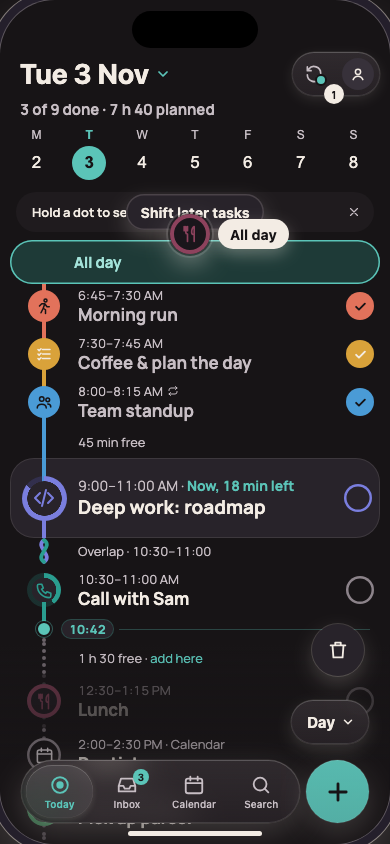 Tue 3 Nov
1
3 of 9 done · 7 h 40 planned
M T W T F S S
2 3 4 5 6 7 8
Hold a dot to se
Shift later tasks
All day
All day
6:45–7:30 AM
Morning run
7:30–7:45 AM
Coffee & plan the day
8:00–8:15 AM
Team standup
45 min free
9:00–11:00 AM · Now, 18 min left
Deep work: roadmap
Overlap · 10:30–11:00
10:30–11:00 AM
Call with Sam
10:42
1 h 30 free · add here
12:30–1:15 PM
Lunch
Day
2:00–2:30 PM · Calendar
3
Today
Inbox
Calendar
Search